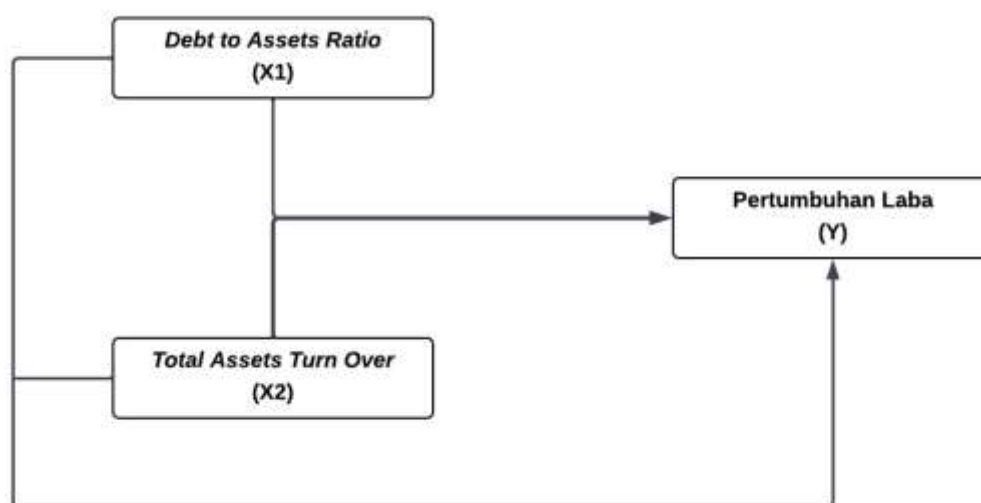 Debt to Assets Ratio
(X1)
Pertumbuhan Laba
(Y)
Total Assets Turn Over
(X2)